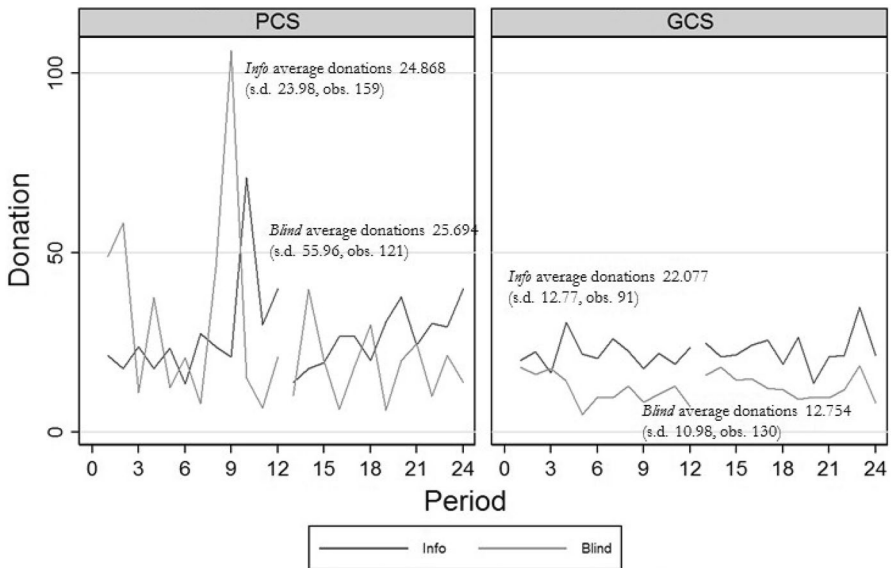 PCS
GCS
100
50
0
Donation
Info average donations 24.868
(s.d. 23.98, obs. 159)
Blind average donations 25.694
(s.d. 55.96, obs. 121)
Info average donations 22.077
(s.d. 12.77, obs. 91)
Blind average donations 12.754
(s.d. 10.98, obs. 130)
0 3 6 9 12 15 18 21 24
0 3 6 9 12 15 18 21 24
Period
Info
Blind